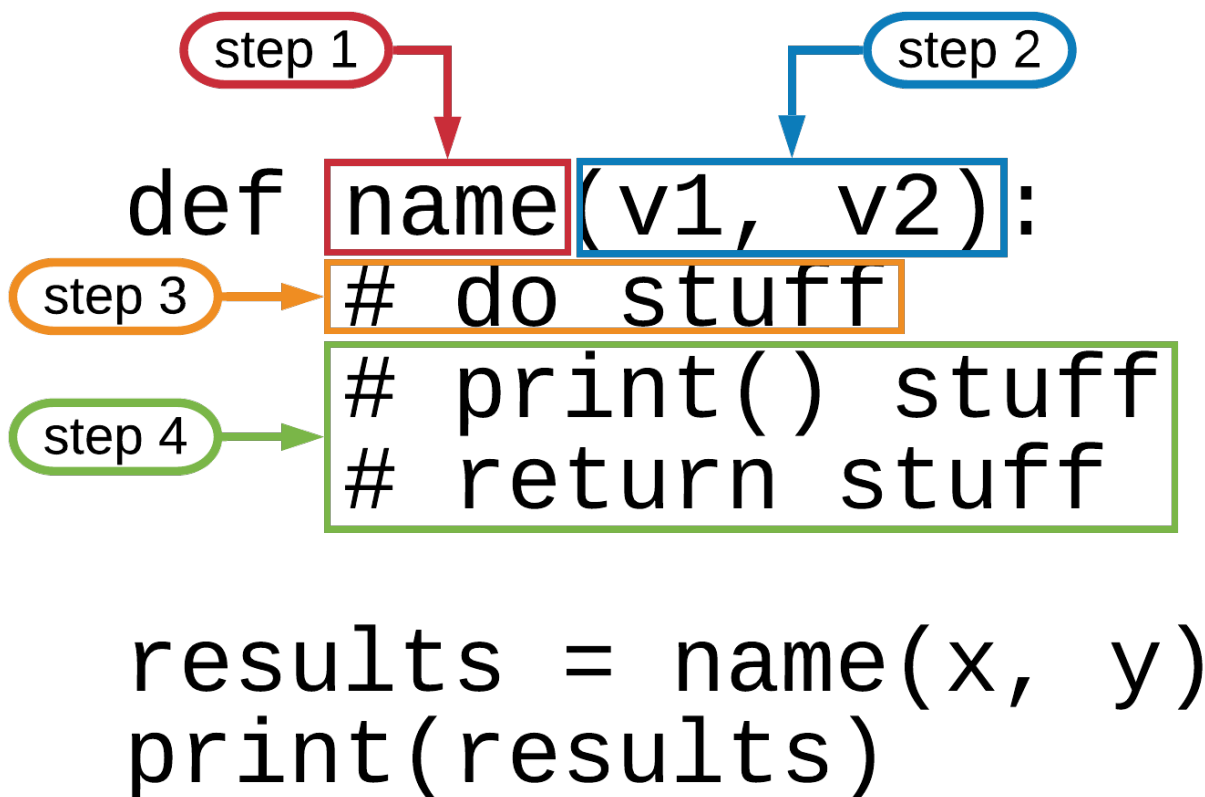 step 1
step 2
def name(v1, v2):
step 3
# do stuff
# print() stuff
step 4
# return stuff
results = name(x, y)
print(results)